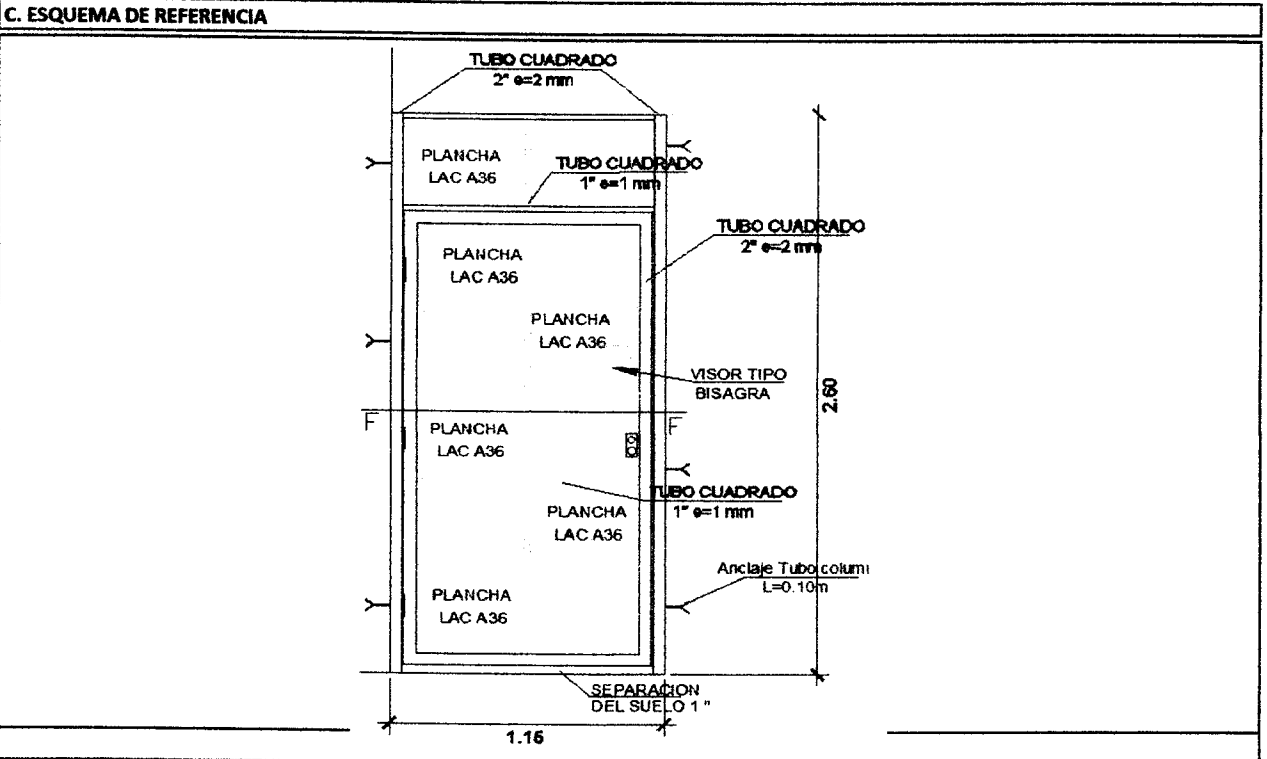 C. ESQUEMA DE REFERENCIA
TUBO CUADRADO
2" e=2 mm
PLANCHA
LAC A36
TUBO CUADRADO
1" e=1 mm
TUBO CUADRADO
2" e=2 mm
PLANCHA
LAC A36
PLANCHA
LAC A36
VISOR TIPO
BISAGRA
2.60
F
F
PLANCHA
LAC A36
TUBO CUADRADO
1" e=1 mm
PLANCHA
LAC A36
Anclaje Tubo colum
L=0.10m
PLANCHA
LAC A36
SEPARACION
DEL SUELO 1 "
1.15